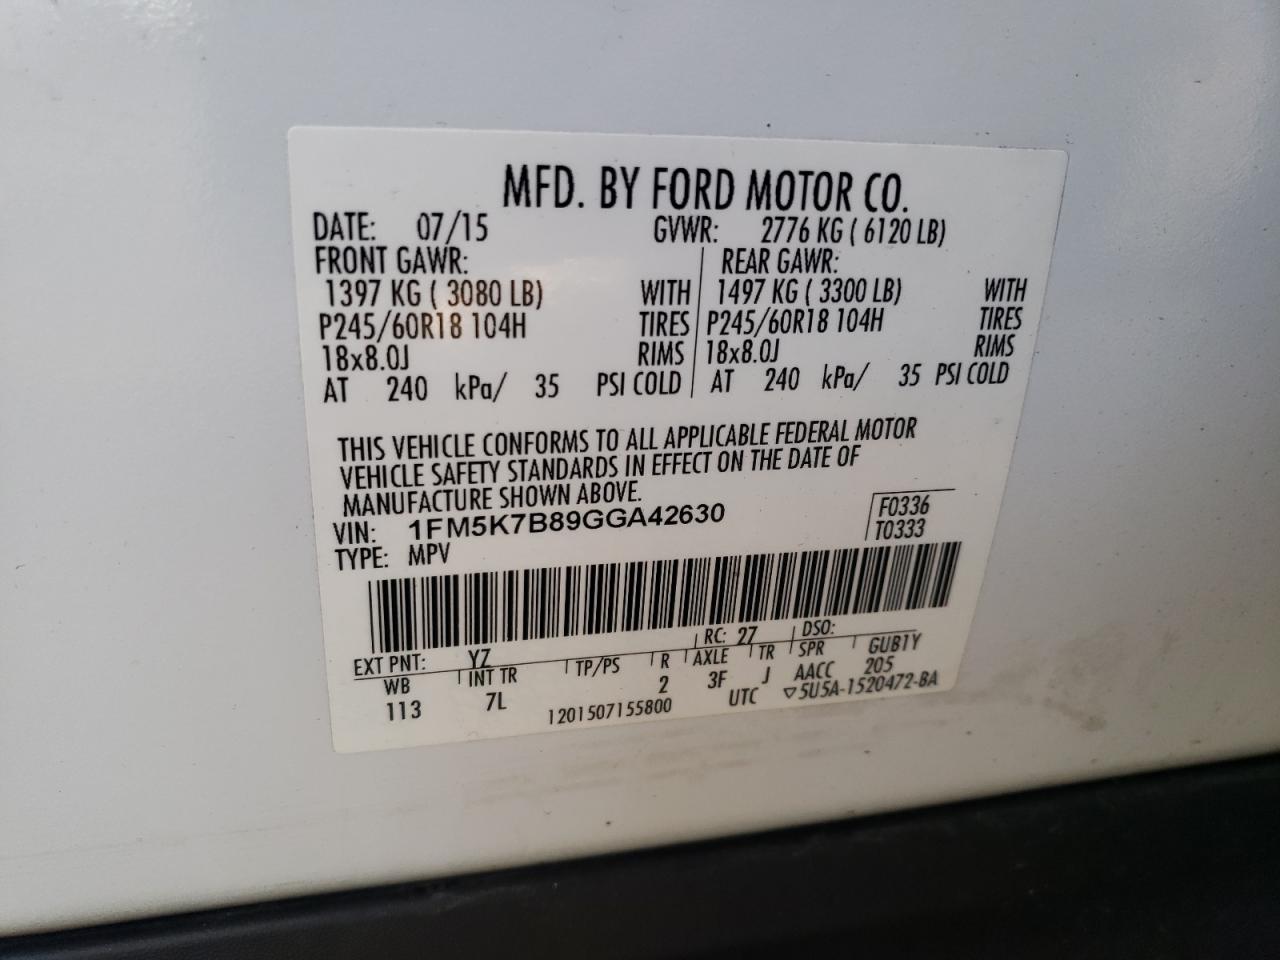 MFD. BY FORD MOTOR CO.
DATE: 07/15 GVWR: 2776 KG ( 6120 LB)
FRONT GAWR: REAR GAWR:
1397 KG ( 3080 LB) WITH 1497 KG ( 3300 LB) WITH
P245/60R18 104H TIRES P245/60R18 104H TIRES
18x8.0J RIMS 18x8.0J RIMS
AT 240 kPa/ 35 PSI COLD AT 240 kPa/ 35 PSI COLD
THIS VEHICLE CONFORMS TO ALL APPLICABLE FEDERAL MOTOR
VEHICLE SAFETY STANDARDS IN EFFECT ON THE DATE OF
MANUFACTURE SHOWN ABOVE.
VIN: 1FM5K7B89GGA42630 F0336
TYPE: MPV T0333
EXT PNT: YZ RC: 27 DSO:
WB INT TR TP/PS R AXLE TR SPR GUB1Y
113 7L 2 3F J AACC 205
1201507155800 UTC ▽5U5A-1520472-BA